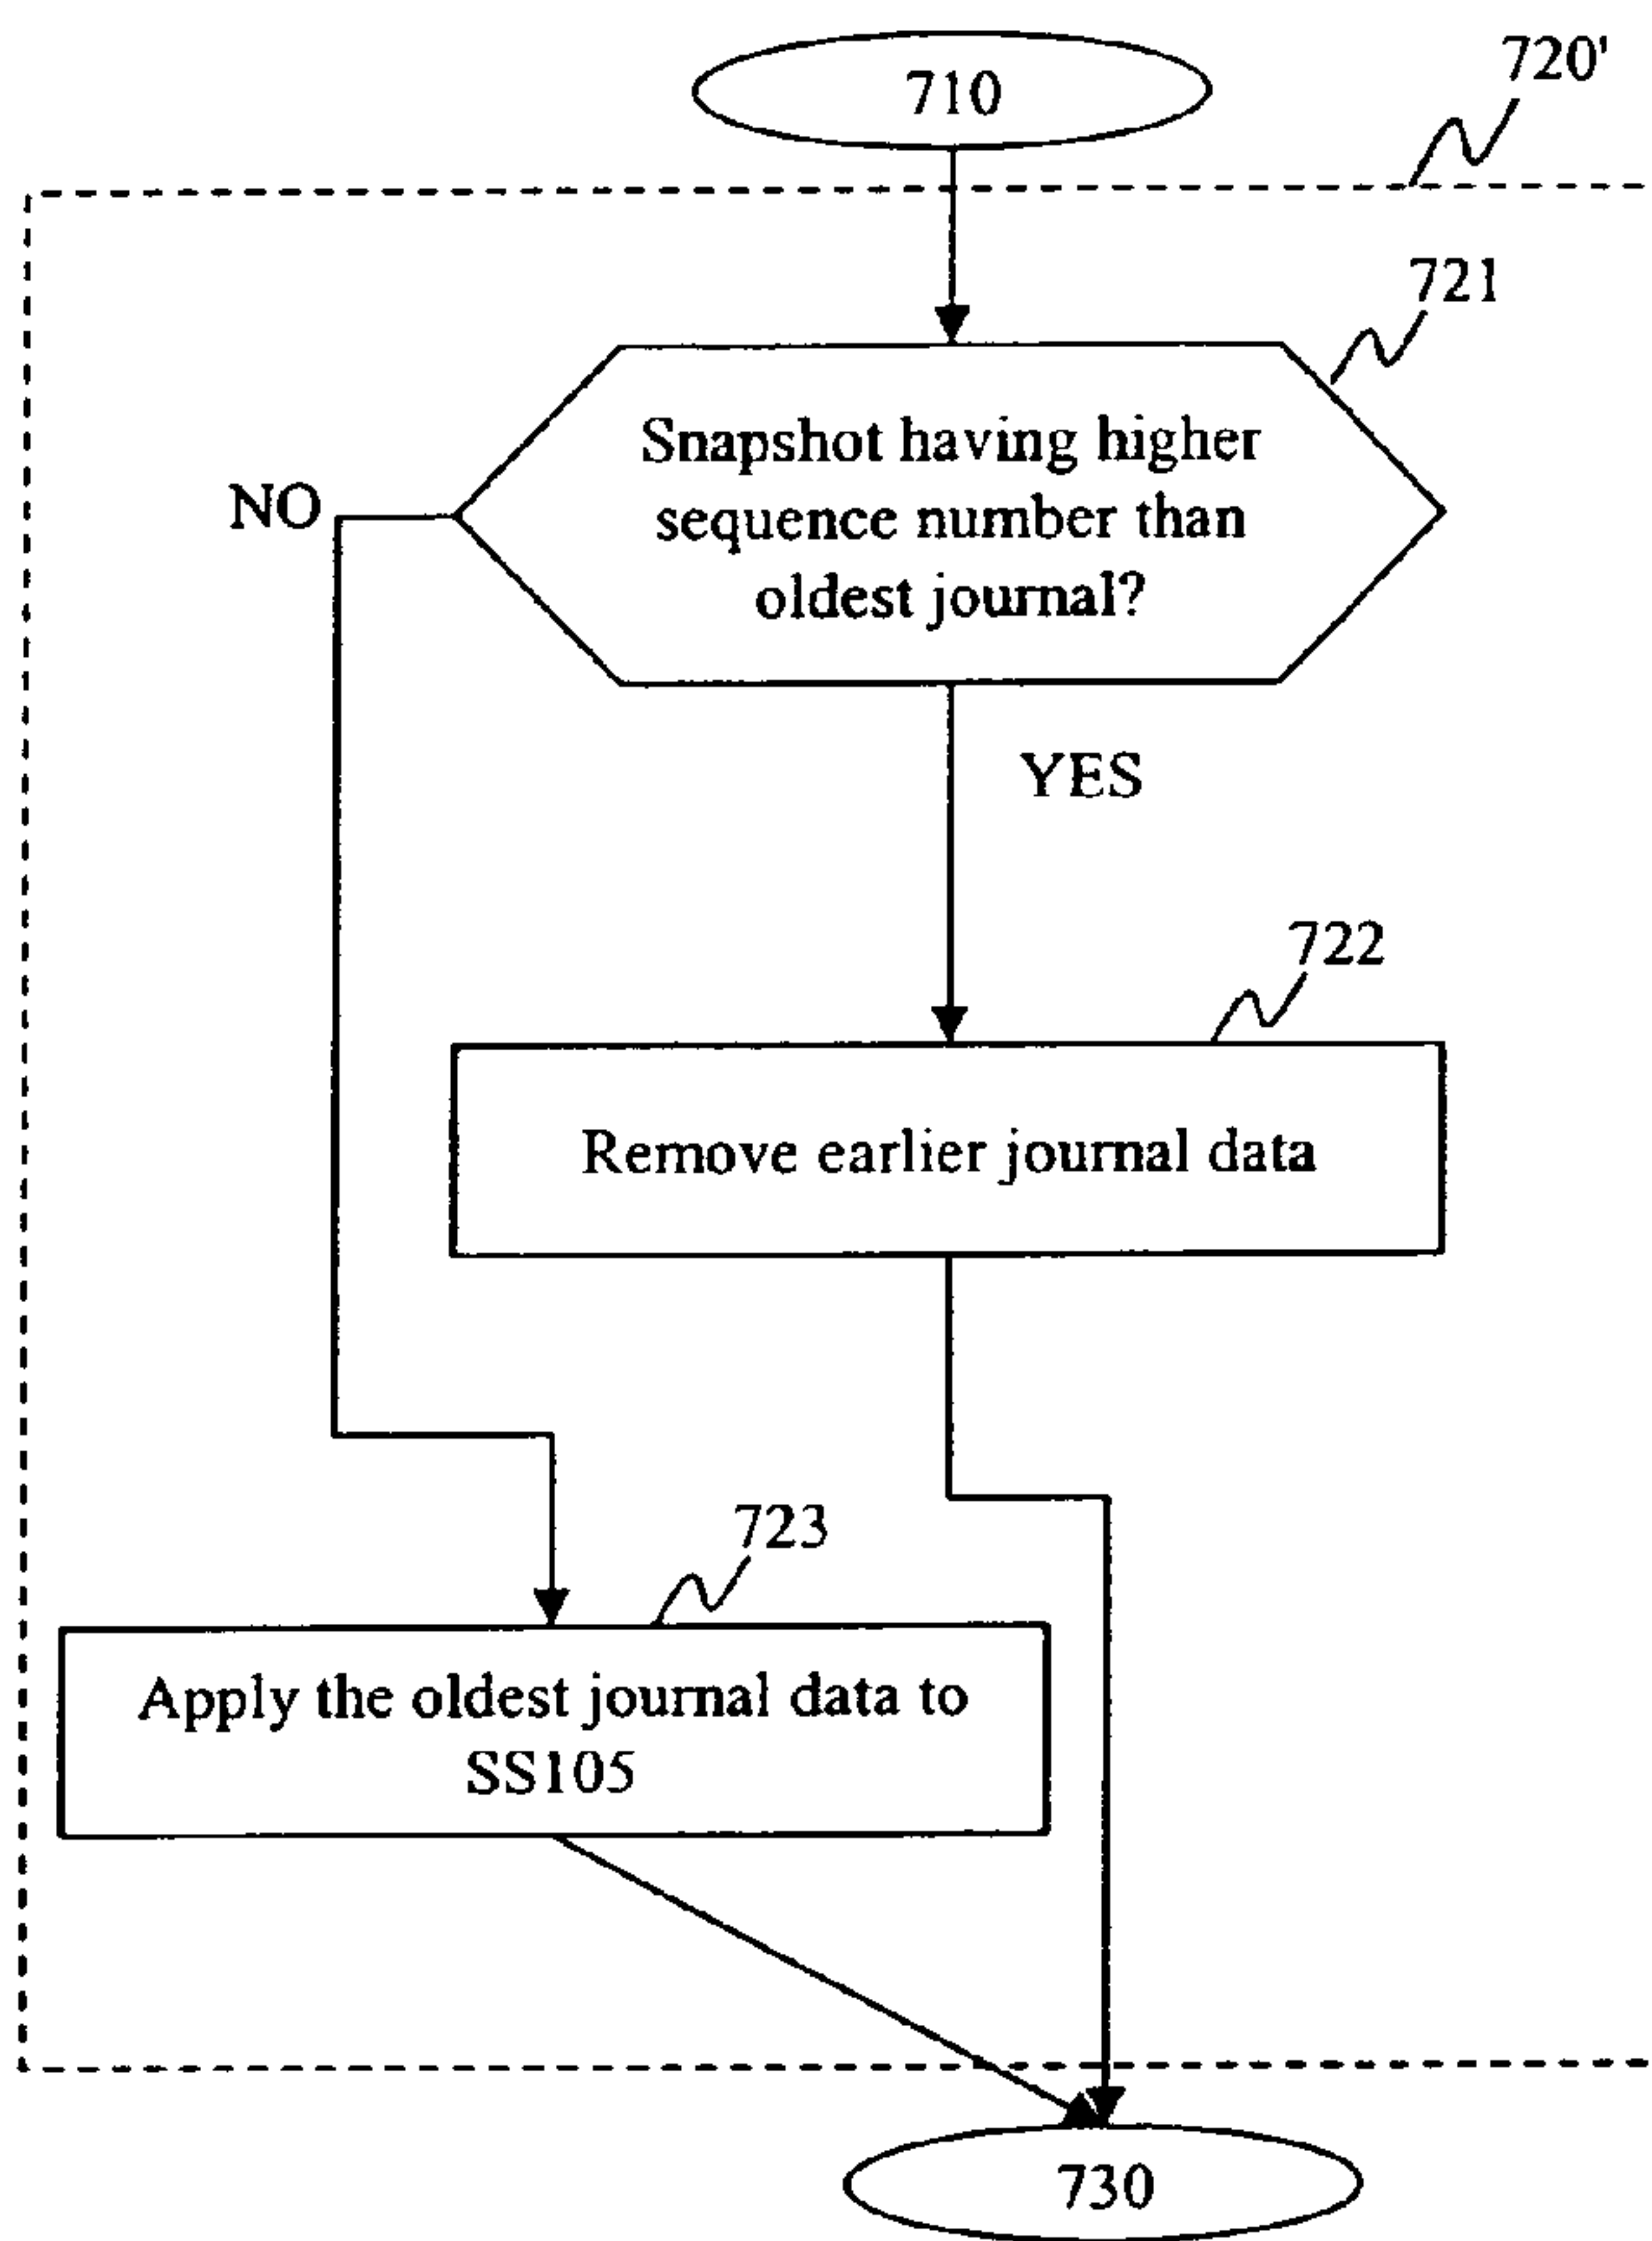 720'
710
721
Snapshot having higher
sequence number than
oldest journal?
NO
YES
722
Remove earlier journal data
723
Apply the oldest journal data to
SS105
730